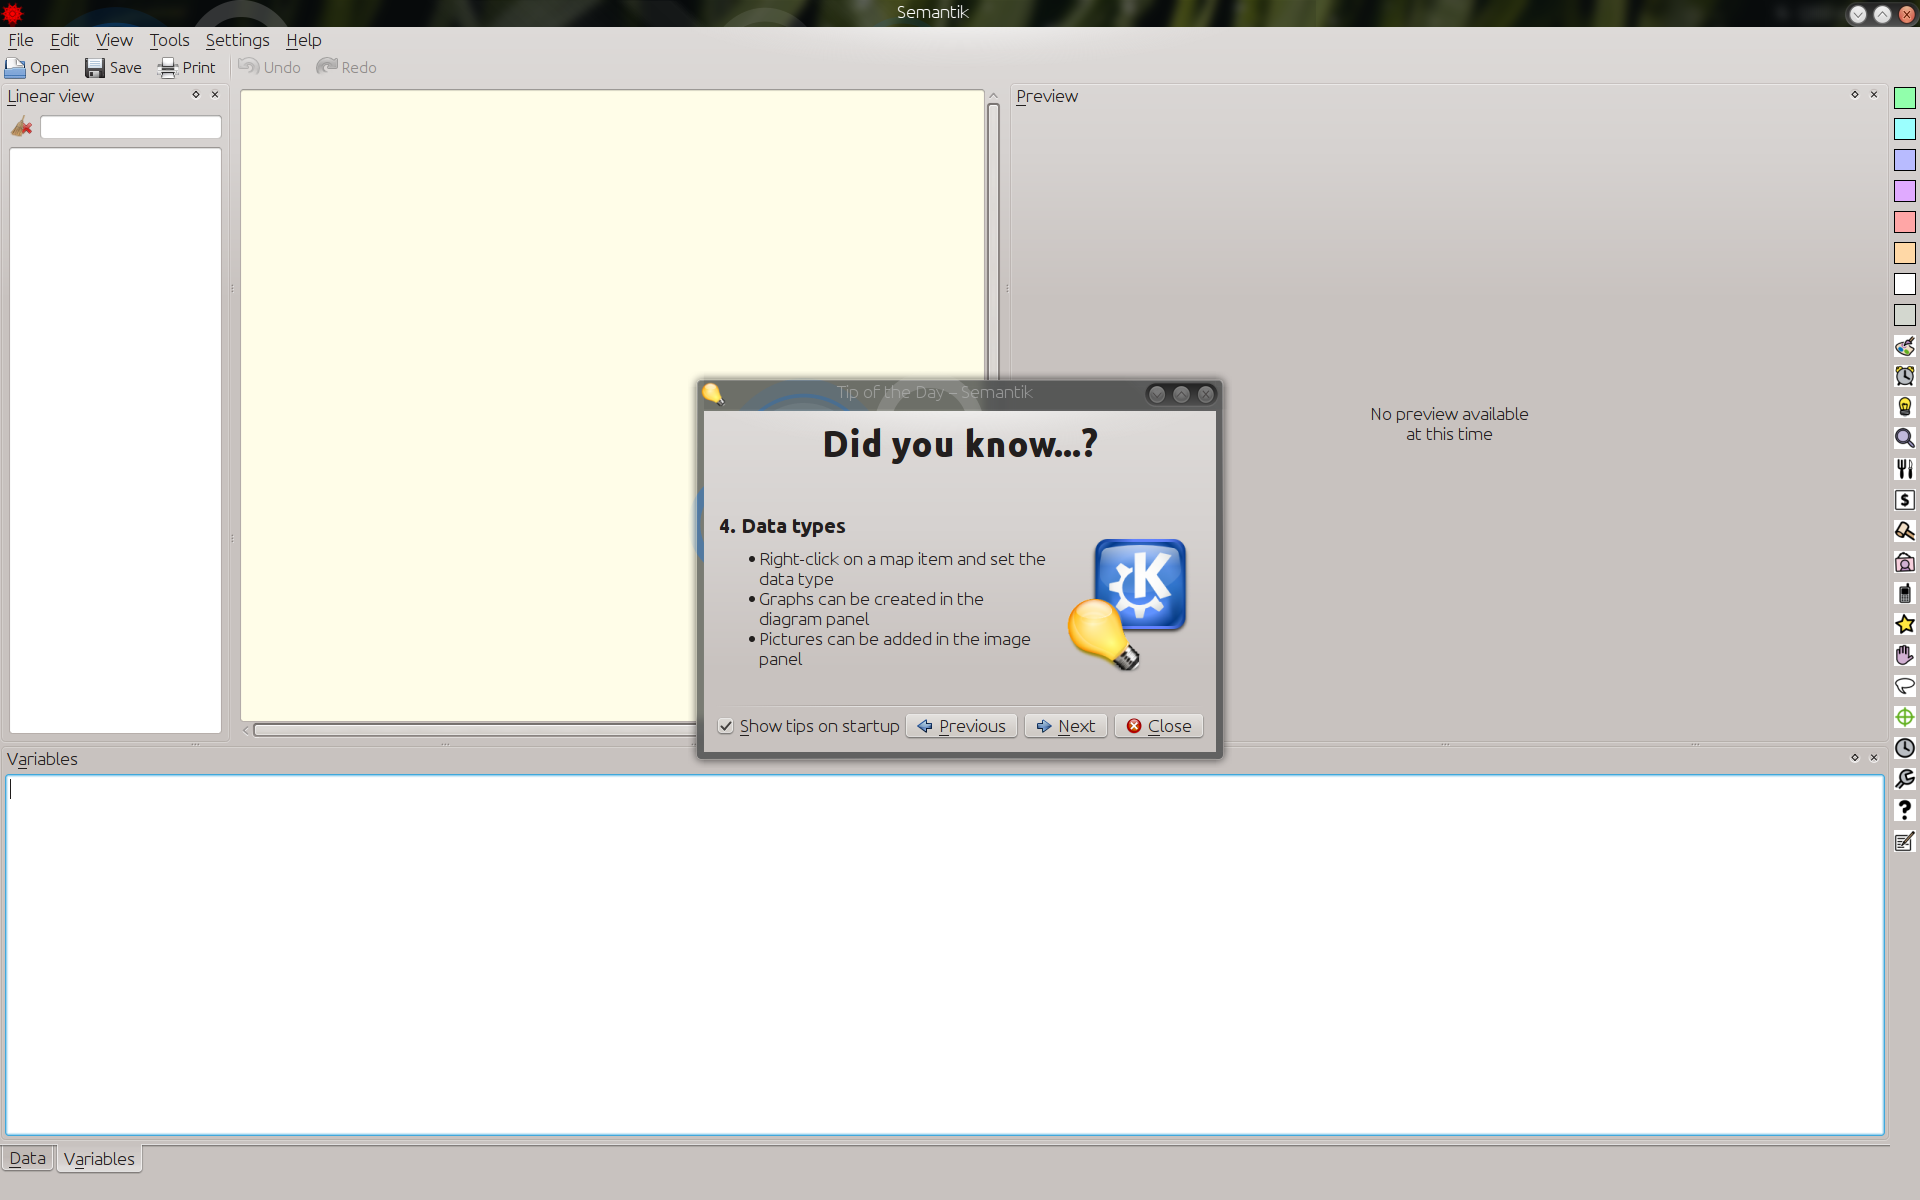 Semantik
File Edit View Tools Settings Help
Open Save Print Undo Redo
Linear view
Preview
No preview available
at this time
Tip of the Day – Semantik
Did you know...?
4. Data types
• Right-click on a map item and set the
data type
• Graphs can be created in the
diagram panel
• Pictures can be added in the image
panel
Show tips on startup Previous Next Close
Variables
Data Variables